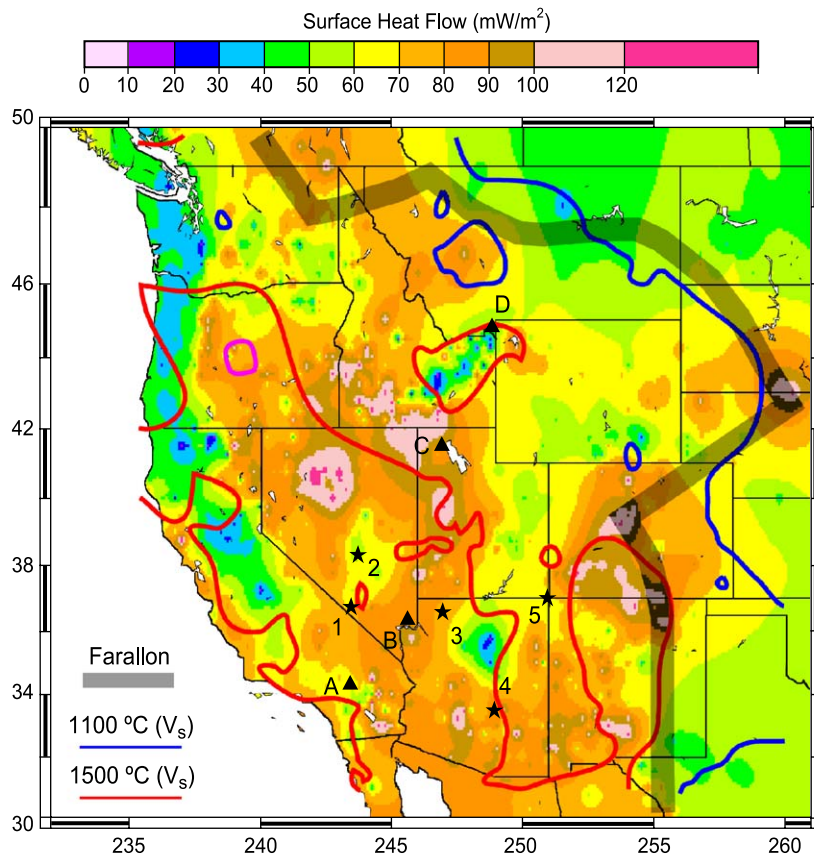 Surface Heat Flow (mW/m²)
0 10 20 30 40 50 60 70 80 90 100 120
50
46
42
38
34
30
D
C
2
1
B
3
5
A
4
Farallon
1100 ºC (Vs)
1500 ºC (Vs)
235 240 245 250 255 260